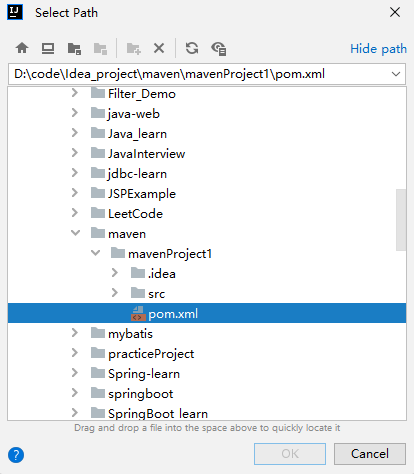 Select Path
Hide path
D:\code\Idea_project\maven\mavenProject1\pom.xml
Filter_Demo
java-web
Java_learn
JavaInterview
jdbc-learn
JSPExample
LeetCode
maven
mavenProject1
.idea
src
pom.xml
mybatis
practiceProject
Spring-learn
springboot
SpringBoot_learn
Drag and drop a file into the space above to quickly locate it
OK
Cancel